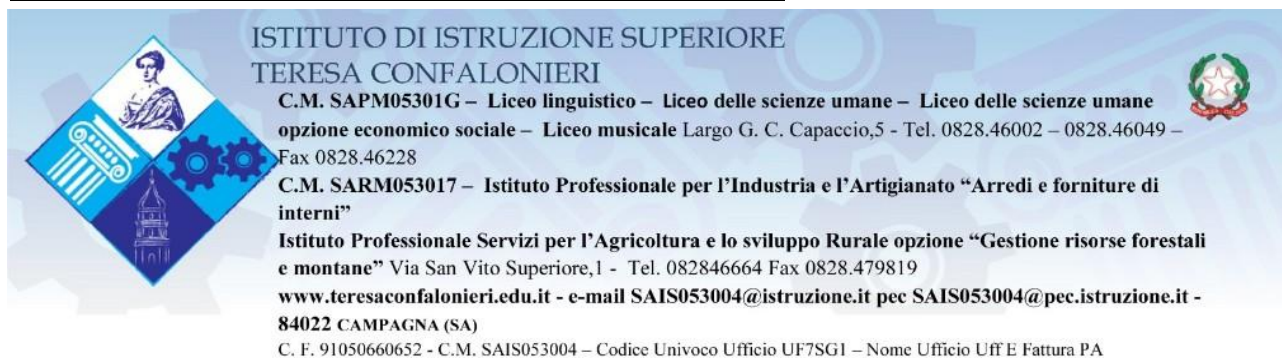 ISTITUTO DI ISTRUZIONE SUPERIORE
TERESA CONFALONIERI
C.M. SAPM05301G – Liceo linguistico – Liceo delle scienze umane – Liceo delle scienze umane
opzione economico sociale – Liceo musicale Largo G. C. Capaccio,5 - Tel. 0828.46002 – 0828.46049 –
Fax 0828.46228
C.M. SARM053017 – Istituto Professionale per l’Industria e l’Artigianato “Arredi e forniture di
interni”
Istituto Professionale Servizi per l’Agricoltura e lo sviluppo Rurale opzione “Gestione risorse forestali
e montane” Via San Vito Superiore,1 - Tel. 082846664 Fax 0828.479819
www.teresaconfalonieri.edu.it - e-mail SAIS053004@istruzione.it pec SAIS053004@pec.istruzione.it -
84022 CAMPAGNA (SA)
C. F. 91050660652 - C.M. SAIS053004 – Codice Univoco Ufficio UF7SG1 – Nome Ufficio Uff E Fattura PA